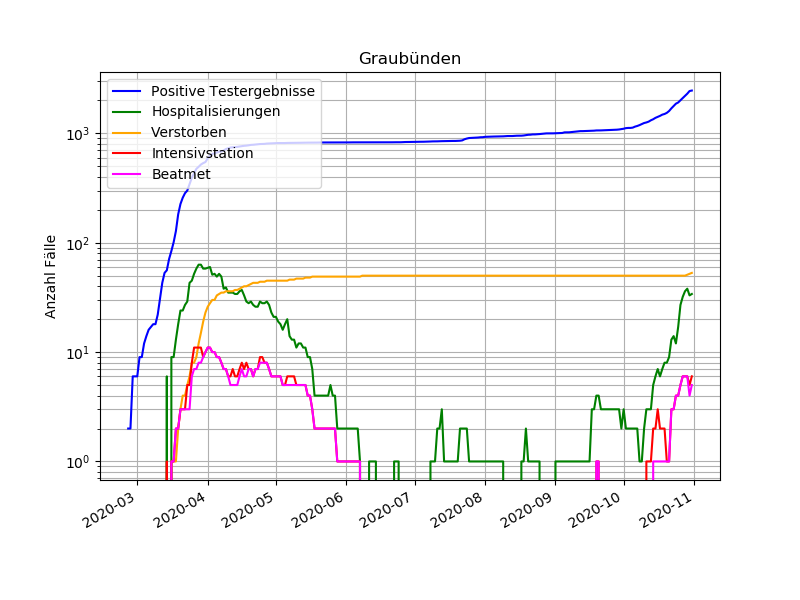 Graubünden
Positive Testergebnisse
Hospitalisierungen
Verstorben
Intensivstation
Beatmet
Anzahl Fälle
10³
10²
10¹
10⁰
2020-03
2020-04
2020-05
2020-06
2020-07
2020-08
2020-09
2020-10
2020-11